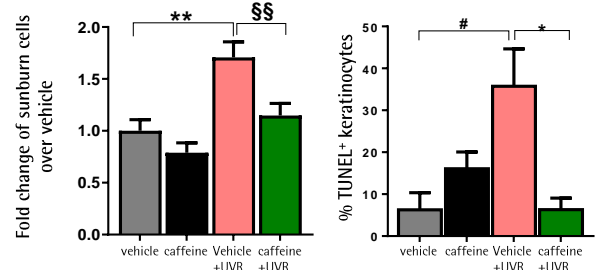 Fold change of sunburn cells
over vehicle
2.0
1.5
1.0
0.5
0.0
** §§
vehicle caffeine Vehicle caffeine
+UVR +UVR
% TUNEL+ keratinocytes
50
40
30
20
10
0
# *
vehicle caffeine Vehicle caffeine
+UVR +UVR